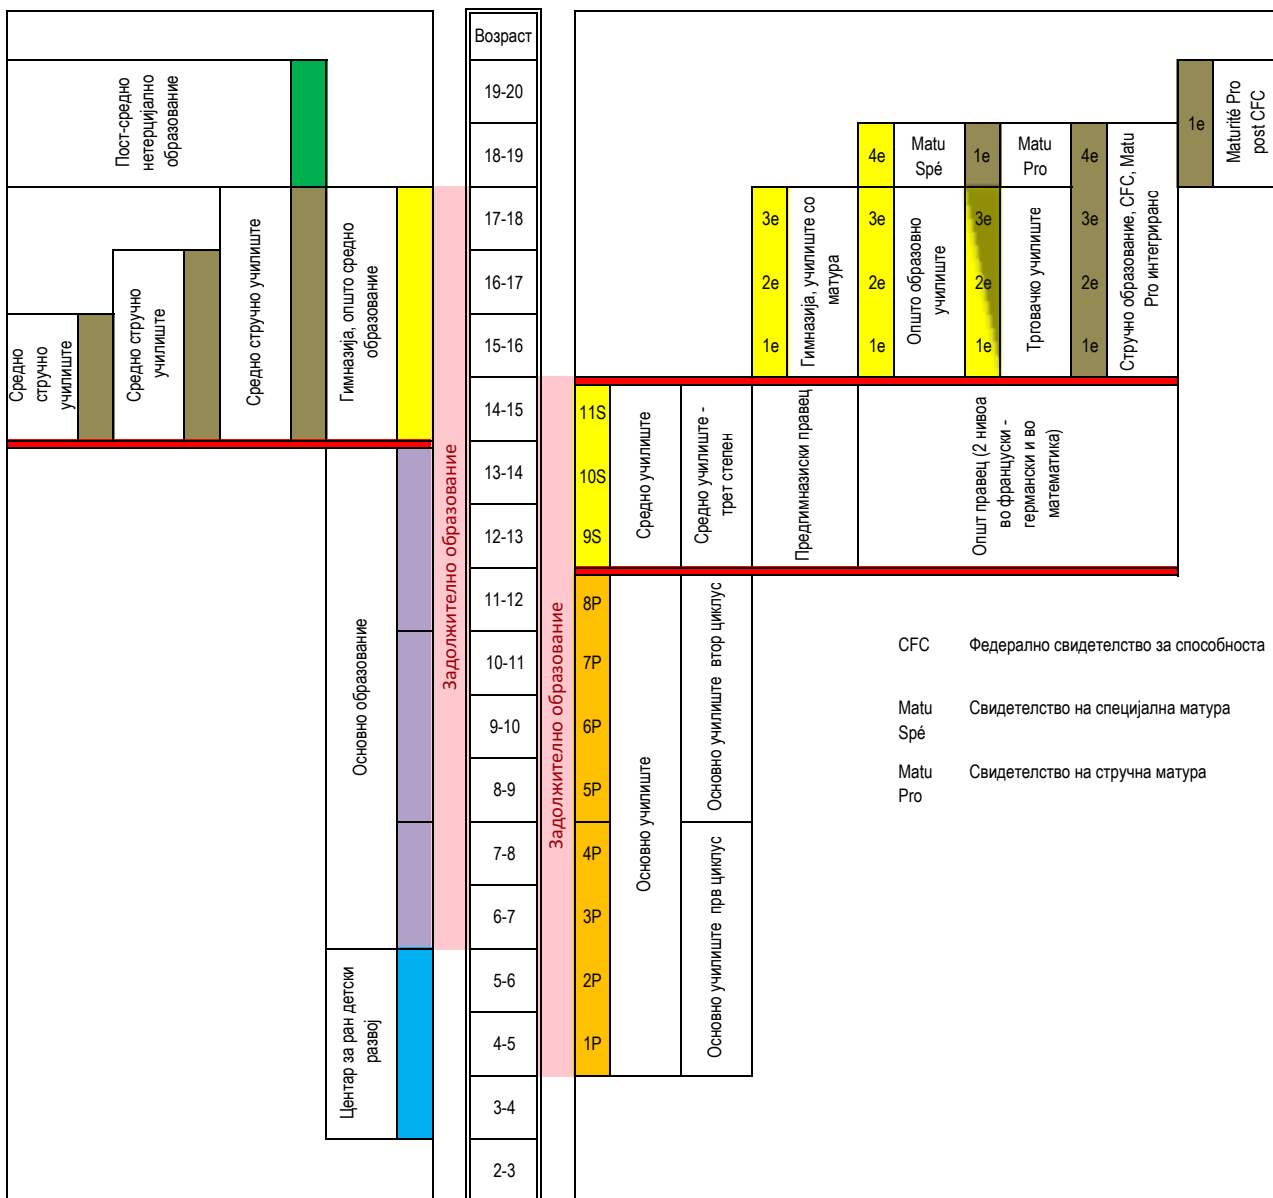 Возраст
19-20
18-19
17-18
16-17
15-16
14-15
13-14
12-13
11-12
10-11
9-10
8-9
7-8
6-7
5-6
4-5
3-4
2-3
Пост-средно
нетерцијално
образование
Средно
стручно
училиште
Средно стручно
училиште
Средно стручно училиште
Гимназија, општо средно
образование
Основно образование
Центар за ран детски
развој
Задолжително образование
Задолжително образование
1e
Maturité Pro
post CFC
4e
Matu
Spé
1e
Matu
Pro
4e
3e
2e
1e
Гимназија, училиште со
матура
3e
2e
1e
Општо образовно
училиште
3e
2e
1e
Трговачко училиште
3e
2e
1e
Стручно образование, CFC, Matu
Pro интегриранс
11S
10S
9S
Средно училиште
Средно училиште -
трет степен
Предгимназиски правец
Општ правец (2 нивоа
во француски -
германски и во
математика)
8P
7P
6P
5P
4P
3P
2P
1P
Основно училиште
Основно училиште  втор циклус
Основно училиште  прв циклус
CFC Федерално свидетелство за способноста
Matu Свидетелство на специјална матура
Spé
Matu Свидетелство на стручна матура
Pro